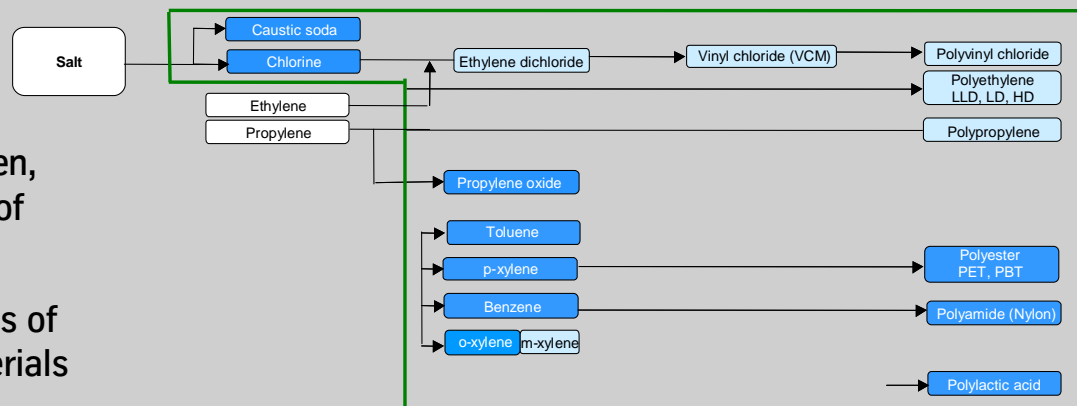 Salt
Caustic soda
Chlorine
Ethylene dichloride
Vinyl chloride (VCM)
Polyvinyl chloride
Polyethylene
LLD, LD, HD
Ethylene
Propylene
Polypropylene
en,
of
Propylene oxide
Toluene
p-xylene
Polyester
PET, PBT
Benzene
Polyamide (Nylon)
s of
erials
o-xylene
m-xylene
Polylactic acid